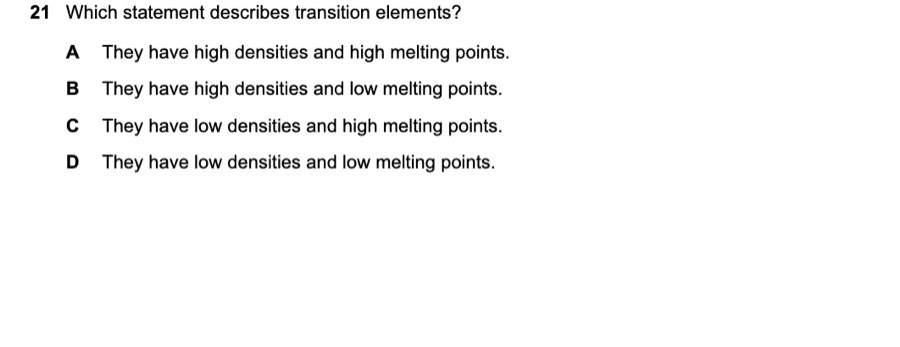 21 Which statement describes transition elements?
A They have high densities and high melting points.
B They have high densities and low melting points.
C They have low densities and high melting points.
D They have low densities and low melting points.